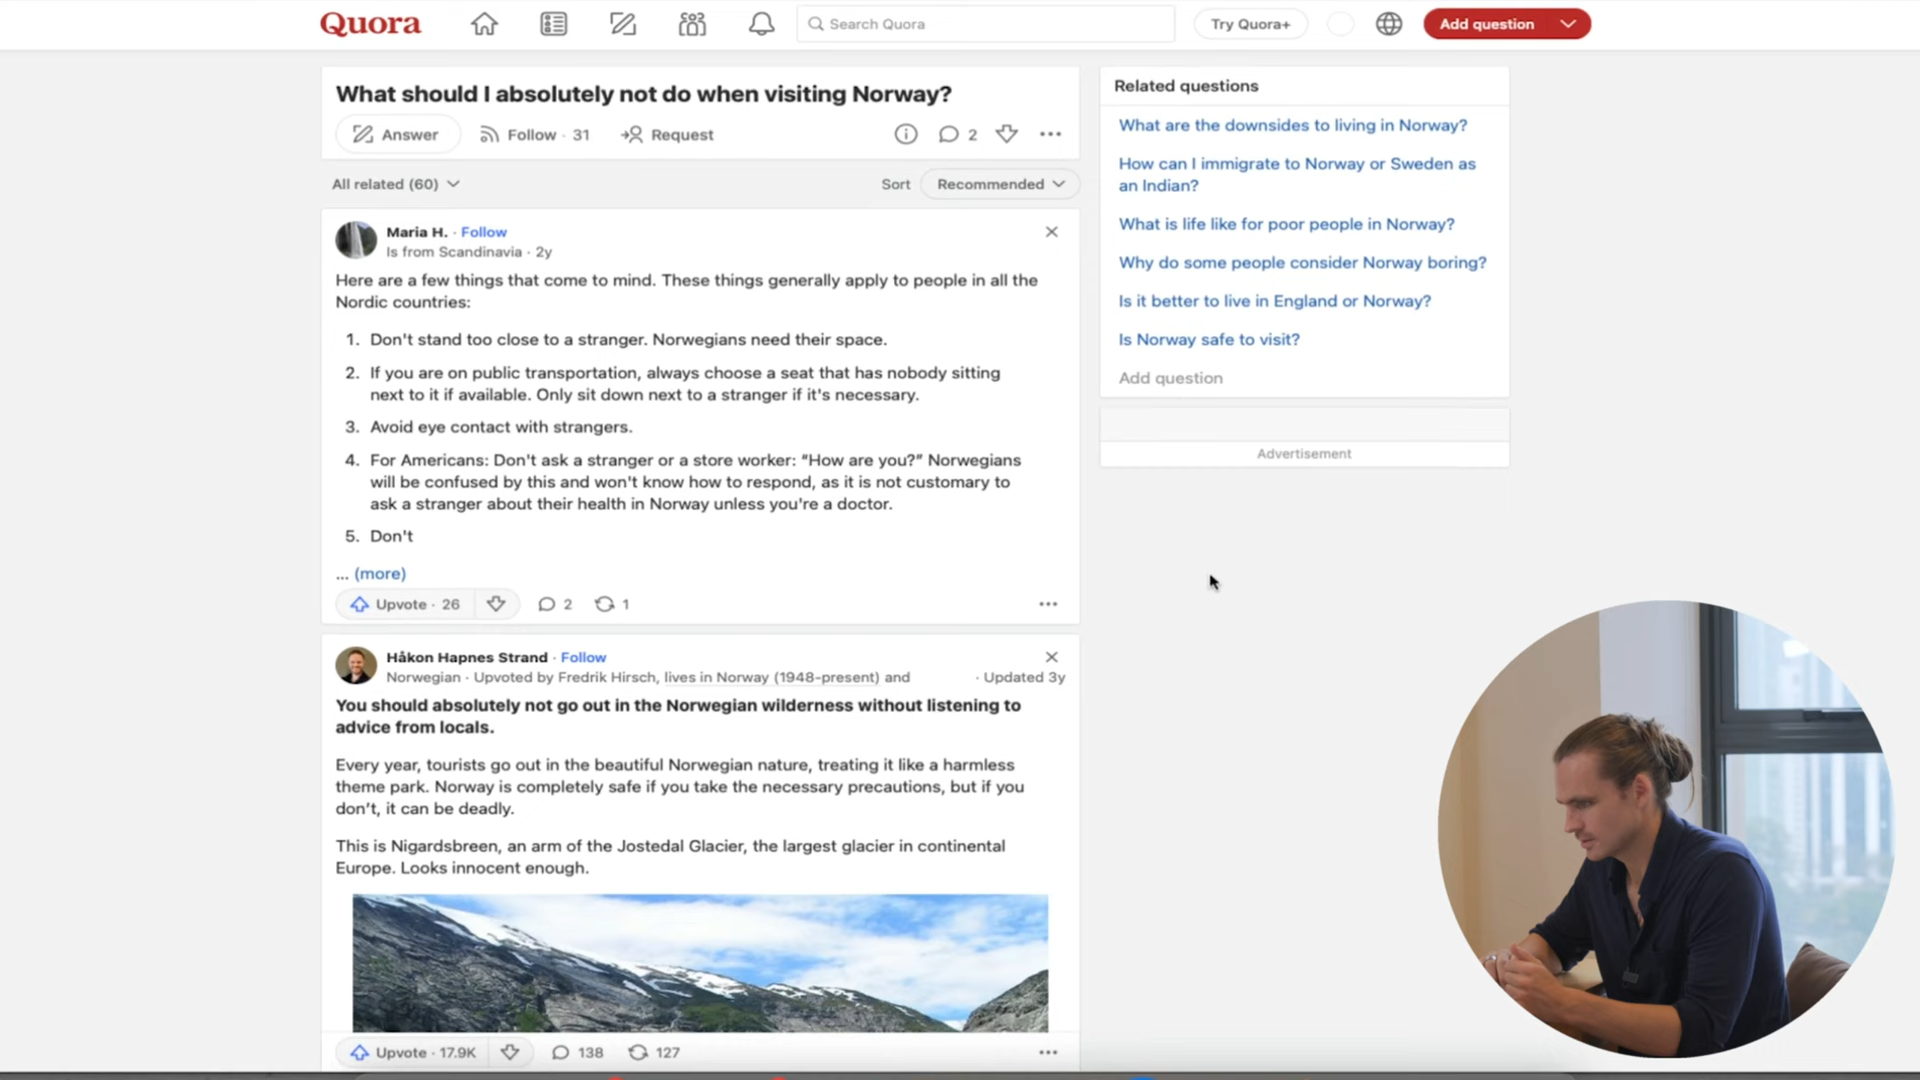 Quora
Search Quora
Try Quora+
Add question
What should I absolutely not do when visiting Norway?
Answer
Follow · 31
Request
2
All related (60)
Sort
Recommended
Maria H. · Follow
Is from Scandinavia · 2y
Here are a few things that come to mind. These things generally apply to people in all the
Nordic countries:
1. Don't stand too close to a stranger. Norwegians need their space.
2. If you are on public transportation, always choose a seat that has nobody sitting
next to it if available. Only sit down next to a stranger if it's necessary.
3. Avoid eye contact with strangers.
4. For Americans: Don't ask a stranger or a store worker: “How are you?” Norwegians
will be confused by this and won't know how to respond, as it is not customary to
ask a stranger about their health in Norway unless you're a doctor.
5. Don't
... (more)
Upvote · 26
2
1
Håkon Hapnes Strand · Follow
Norwegian · Upvoted by Fredrik Hirsch, lives in Norway (1948-present) and · Updated 3y
You should absolutely not go out in the Norwegian wilderness without listening to
advice from locals.
Every year, tourists go out in the beautiful Norwegian nature, treating it like a harmless
theme park. Norway is completely safe if you take the necessary precautions, but if you
don’t, it can be deadly.
This is Nigardsbreen, an arm of the Jostedal Glacier, the largest glacier in continental
Europe. Looks innocent enough.
Upvote · 17.9K
138
127
Related questions
What are the downsides to living in Norway?
How can I immigrate to Norway or Sweden as
an Indian?
What is life like for poor people in Norway?
Why do some people consider Norway boring?
Is it better to live in England or Norway?
Is Norway safe to visit?
Add question
Advertisement